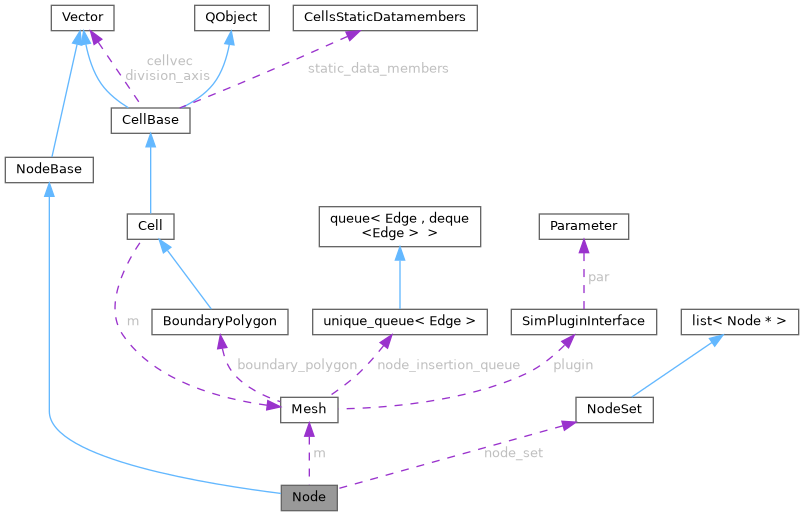 Vector
QObject
CellsStaticDatamembers
cellvec
division_axis
static_data_members
CellBase
NodeBase
Cell
queue< Edge , deque
<Edge > >
Parameter
par
m
BoundaryPolygon
unique_queue< Edge >
SimPluginInterface
list< Node * >
boundary_polygon
node_insertion_queue
plugin
Mesh
NodeSet
m
node_set
Node